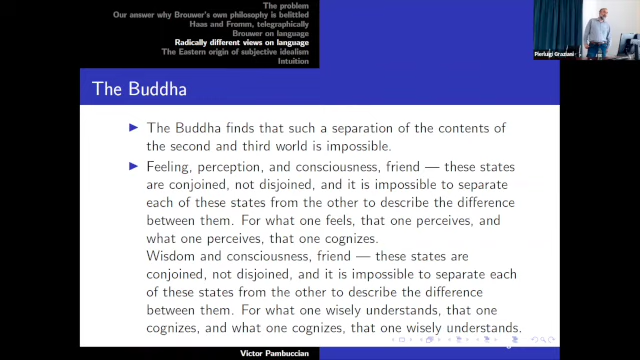 The problem
Our answer why Brouwer's own philosophy is belittled
Haas and Fromm, telegraphically
Brouwer on language
Radically different views on language
The Eastern origin of subjective idealism
Intuition
Pierluigi Graziani
The Buddha
The Buddha finds that such a separation of the contents of
the second and third world is impossible.
Feeling, perception, and consciousness, friend — these states
are conjoined, not disjoined, and it is impossible to separate
each of these states from the other to describe the difference
between them. For what one feels, that one perceives, and
what one perceives, that one cognizes.
Wisdom and consciousness, friend — these states are
conjoined, not disjoined, and it is impossible to separate each
of these states from the other to describe the difference
between them. For what one wisely understands, that one
cognizes, and what one cognizes, that one wisely understands.
Victor Pambuccian